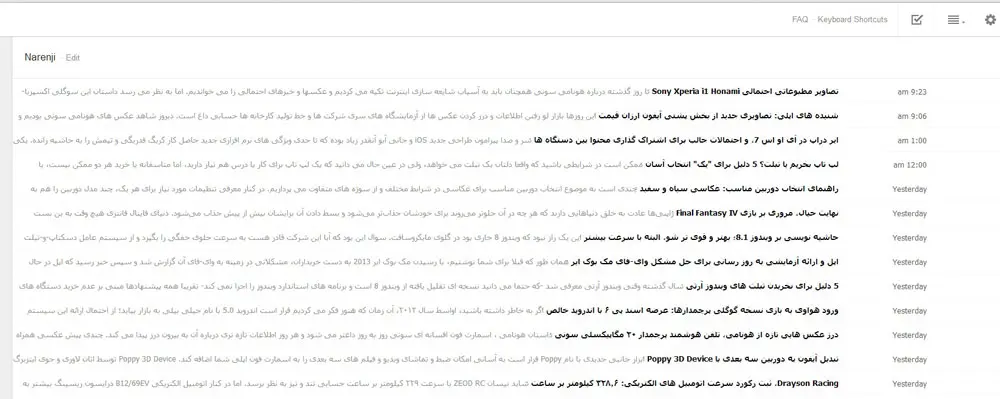 FAQ · Keyboard Shortcuts
Narenji · Edit
تصاویر مطبوعاتی احتمالی Sony Xperia i1 Honami تا روز گذشته درباره هونامی سونی همچنان باید به آسیاب شایعه سازی اینترنت تکیه می کردیم و عکسها و خبرهای احتمالی را می خواندیم. اما به نظر می رسد داستان این سوگلی اکسپریا- 9:23 am
شنیده های اپلی: تصاویری جدید از بخش پشتی آیفون ارزان قیمت این روزها بازار لو رفتن اطلاعات و درز کردن عکس ها از آزمایشگاه های سری شرکت ها و خط تولید کارخانه ها حسابی داغ است. دیروز شاهد عکس های هونامی سونی بودیم و 9:06 am
ایر دراپ در آی او اس 7، و احتمالات جالب برای اشتراک گذاری محتوا بین دستگاه ها سر و صدا پیرامون طراحی جدید iOS و جانی آیو آنقدر زیاد بوده که تا حدی ویژگی های نرم افزاری جدید حاصل کار کریگ فدریگی و تیمش را به حاشیه رانده. یکی 1:00 am
لپ تاپ بخریم یا تبلت؟ 5 دلیل برای "یک" انتخاب آسان ممکن است در شرایطی باشید که واقعا دلتان یک تبلت می خواهد، ولی در عین حال می دانید که یک لپ تاپ برای کار یا درس هم نیاز دارید، اما متاسفانه یا خرید هر دو ممکن نیست، یا 12:00 am
راهنمای انتخاب دوربین مناسب: عکاسی سیاه و سفید چندی است به موضوع انتخاب دوربین مناسب برای عکاسی در شرایط مختلف و از سوژه های متفاوت می پردازیم. در کنار معرفی تنظیمات مورد نیاز برای هر یک، چند مدل دوربین را هم به Yesterday
نهایت خیال، مروری بر بازی Final Fantasy IV ژاپنی‌ها عادت به خلق دنیاهایی دارند که هر چه در آن جلوتر می‌روند برای خودشان جذاب‌تر می‌شود و بسط دادن آن برایشان بیش از پیش جذاب می‌شود. دنیای فاینال فانتزی هیچ وقت به بن بست Yesterday
حاشیه نویسی بر ویندوز 8.1: بهتر و قوی تر شو، البته با سرعت بیشتر این یک راز نبود که ویندوز 8 جاری بود در گلوی مایکروسافت. سوال این بود که آیا این شرکت قادر هست به سرعت جلوی خفگی را بگیرد و از سیستم عامل دسکتاپ-و-تبلت Yesterday
اپل و ارائه آزمایشی به روز رسانی برای حل مشکل وای-فای مک بوک ایر همان طور که قبلا برای شما نوشتیم، با رسیدن مک بوک ایر 2013 به دست خریداران، مشکلاتی در زمینه به وای-فای آن گزارش شد و سپس خبر رسید که اپل در حال Yesterday
5 دلیل برای نخریدن تبلت های ویندوز آرتی سال گذشته وقتی ویندوز آرتی معرفی شد -که حتما می دانید نسخه ای تقلیل یافته از ویندوز 8 است و برنامه های استاندارد ویندوز را اجرا نمی کند- تقریبا همه پیشنهادها مبنی بر عدم خرید دستگاه های Yesterday
ورود هواوی به بازی نسخه گوگلی پرچمدارها: عرضه اسند پی ۶ با اندروید خالص اگر به خاطر داشته باشید، اواسط سال ۲۰۱۲، آن زمان که هنوز فکر می کردیم قرار است اندروید 5.0 با نام جیلی بیلی به بازار بیاید؛ از احتمال ارائه این سیستم Yesterday
درز عکس هایی تازه از هونامی، تلفن هوشمند پرچمدار ۲۰ مگاپیکسلی سونی داستان هونامی ، اسمارت فون افسانه ای سونی روز به روز داغتر می شود و هر روز اطلاعات تازه تری درباره آن به بیرون درز پیدا می کند. چندی پیش عکسی همراه Yesterday
تبدیل آیفون به دوربین سه بعدی با Poppy 3D Device ابزار جانبی جدیدی با نام Poppy قرار است به آسانی امکان ضبط و تماشای ویدیو و فیلم های سه بعدی را به اسمارت فون اپلی شما اضافه کند. Poppy 3D Device توسط اتان لاوری و جوی اینزبرگ Yesterday
Drayson Racing، ثبت رکورد سرعت اتومبیل های الکتریکی: ۳۲۸,۶ کیلومتر بر ساعت شاید نیسان ZEOD RC با سرعت ۲۲۹ کیلومتر بر ساعت حسابی تند و تیز به نظر برسد، اما در کنار اتومبیل الکتریکی B12/69EV درایسون ریسینگ بیشتر به Yesterday